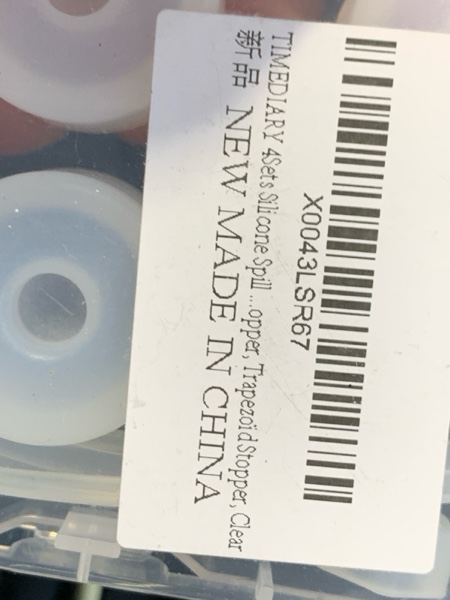 X0043LSR67
TIMEDIARY 4Sets Silicone Spill ...opper, Trapezoid Stopper, Clear
新品 NEW MADE IN CHINA